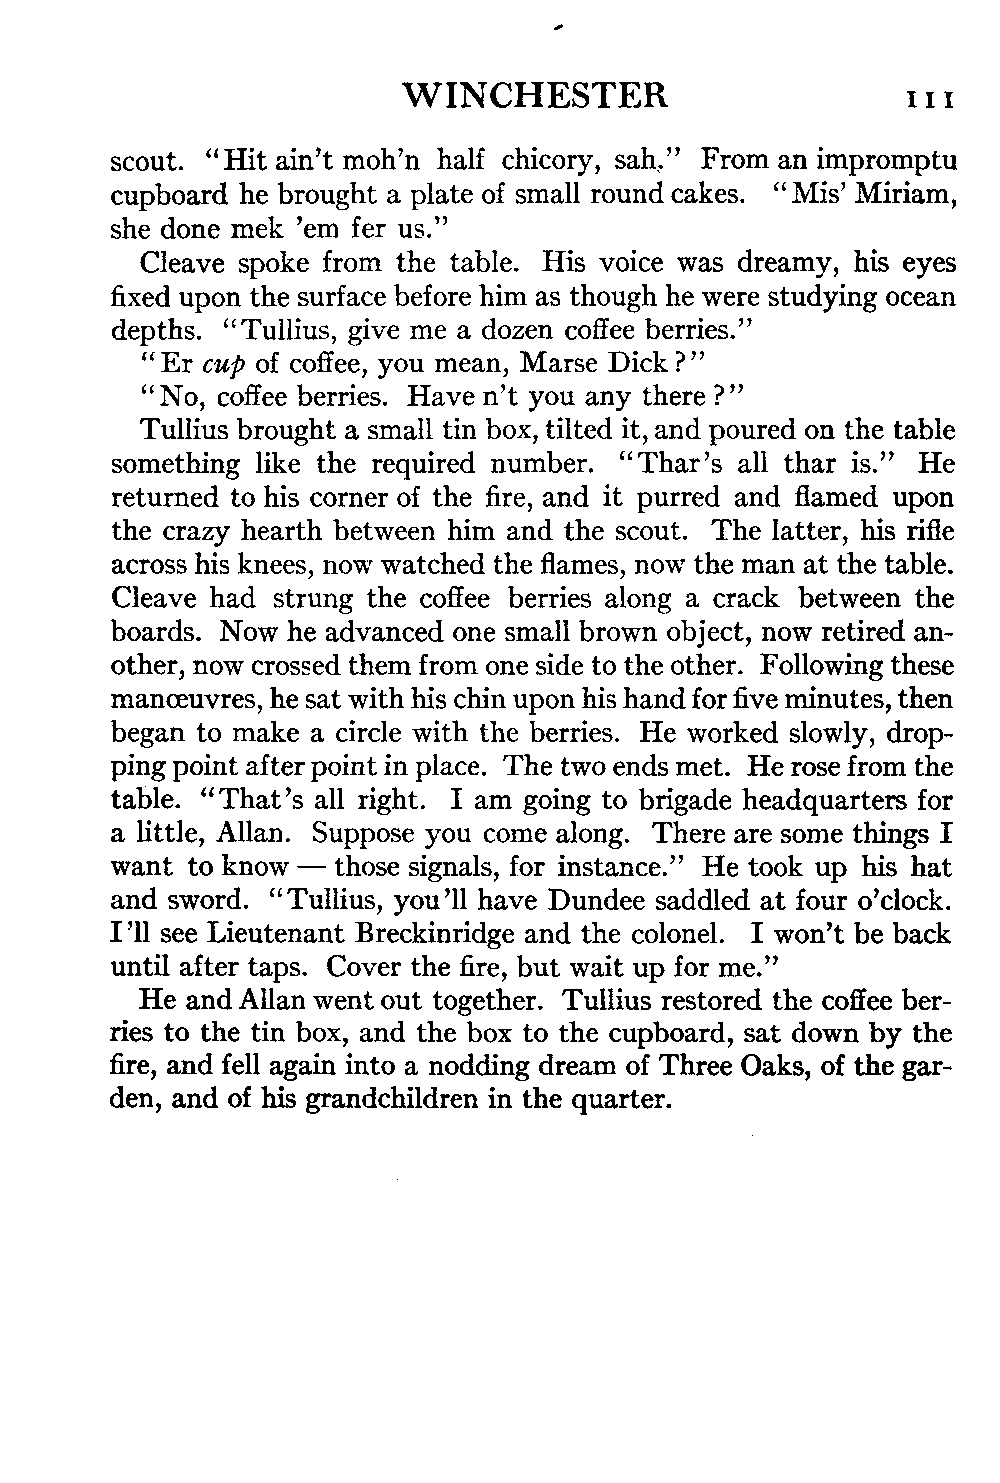 WINCHESTER 111
scout. "Hit ain't moh'n half chicory, sah." From an impromptu
cupboard he brought a plate of small round cakes. "Mis' Miriam,
she done mek 'em fer us."
Cleave spoke from the table. His voice was dreamy, his eyes
fixed upon the surface before him as though he were studying ocean
depths. "Tullius, give me a dozen coffee berries."
"Er cup of coffee, you mean, Marse Dick?"
"No, coffee berries. Have n't you any there?"
Tullius brought a small tin box, tilted it, and poured on the table
something like the required number. "Thar's all thar is." He
returned to his corner of the fire, and it purred and flamed upon
the crazy hearth between him and the scout. The latter, his rifle
across his knees, now watched the flames, now the man at the table.
Cleave had strung the coffee berries along a crack between the
boards. Now he advanced one small brown object, now retired an-
other, now crossed them from one side to the other. Following these
manœuvres, he sat with his chin upon his hand for five minutes, then
began to make a circle with the berries. He worked slowly, drop-
ping point after point in place. The two ends met. He rose from the
table. "That's all right. I am going to brigade headquarters for
a little, Allan. Suppose you come along. There are some things I
want to know — those signals, for instance." He took up his hat
and sword. "Tullius, you'll have Dundee saddled at four o'clock.
I'll see Lieutenant Breckinridge and the colonel. I won't be back
until after taps. Cover the fire, but wait up for me."
He and Allan went out together. Tullius restored the coffee ber-
ries to the tin box, and the box to the cupboard, sat down by the
fire, and fell again into a nodding dream of Three Oaks, of the gar-
den, and of his grandchildren in the quarter.